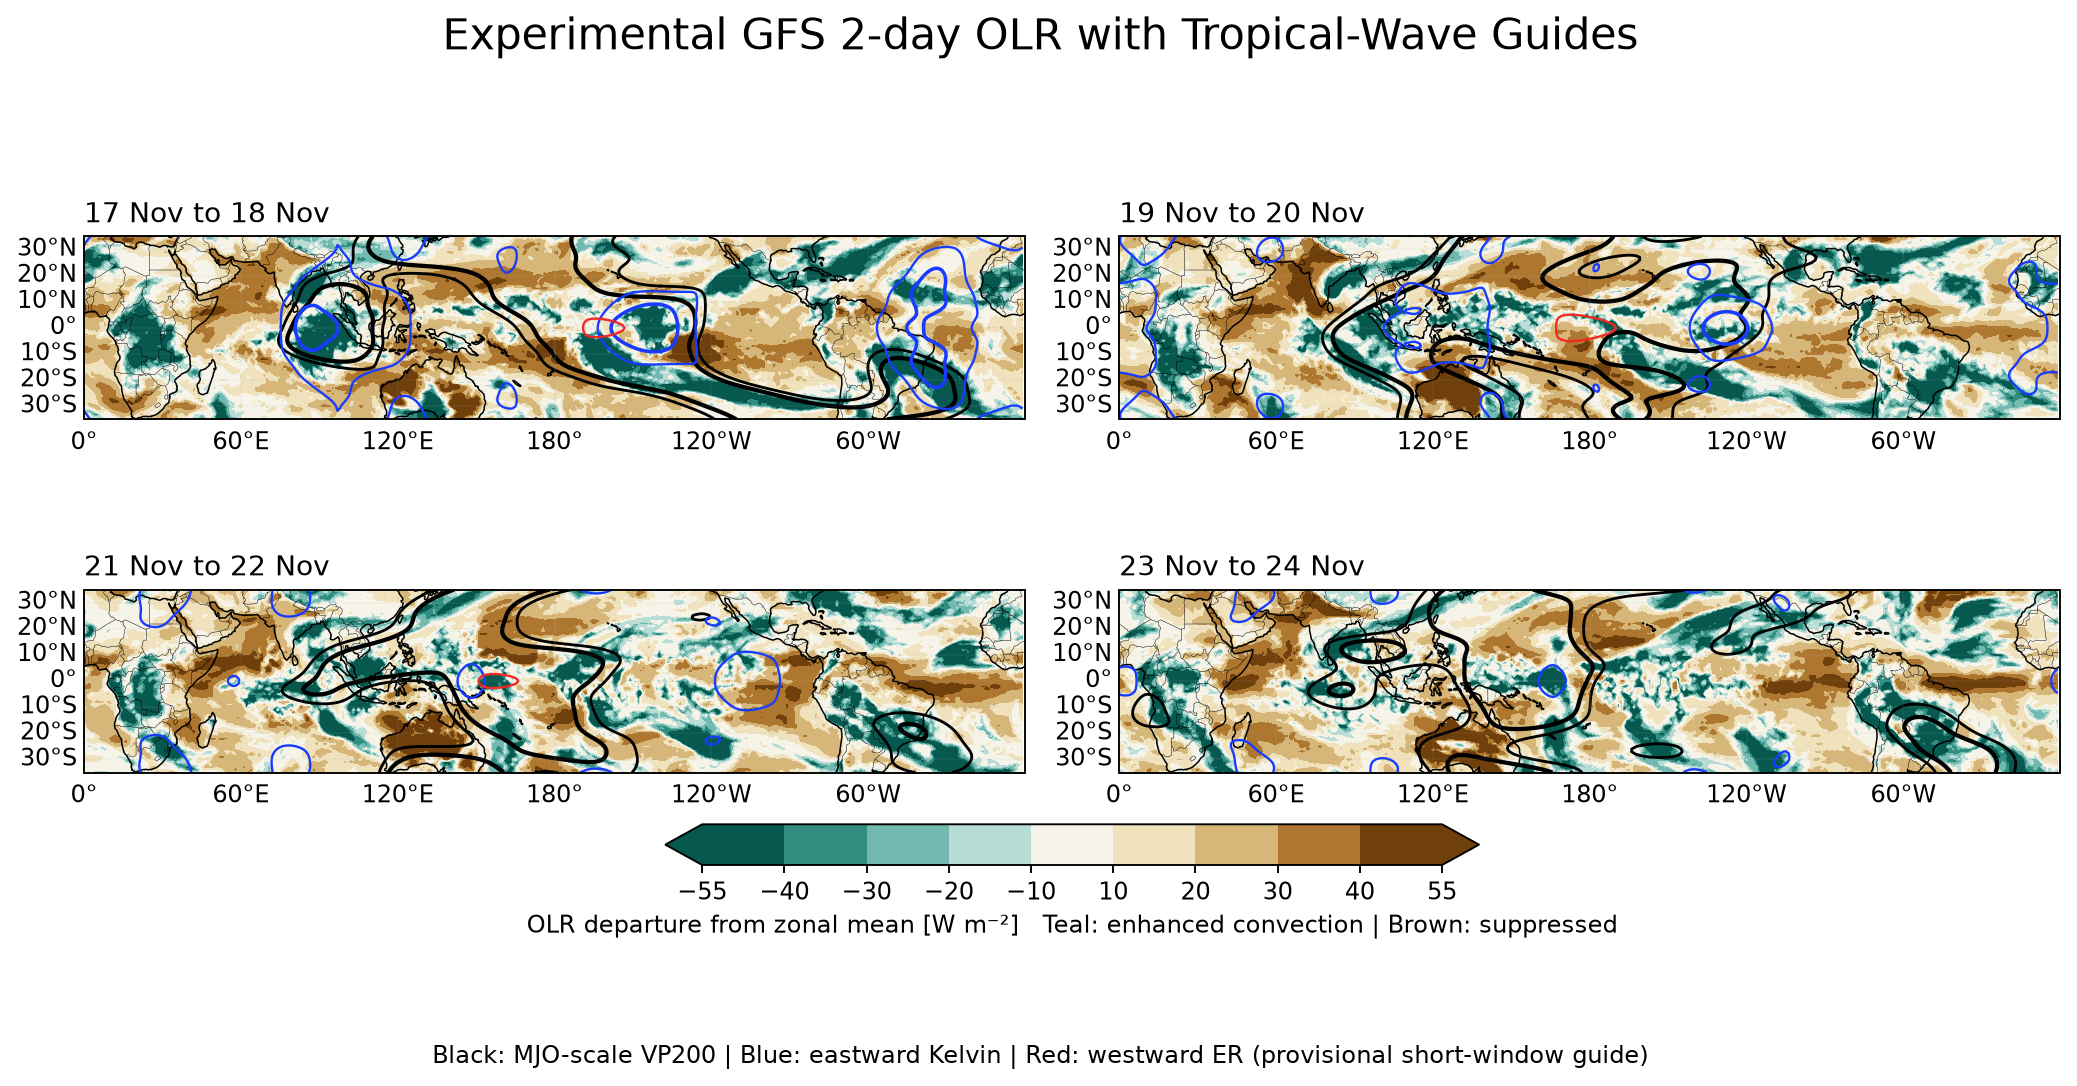 Experimental GFS 2-day OLR with Tropical-Wave Guides
17 Nov to 18 Nov
30°N
20°N
10°N
0°
10°S
20°S
30°S
0° 60°E 120°E 180° 120°W 60°W
19 Nov to 20 Nov
30°N
20°N
10°N
0°
10°S
20°S
30°S
0° 60°E 120°E 180° 120°W 60°W
21 Nov to 22 Nov
30°N
20°N
10°N
0°
10°S
20°S
30°S
0° 60°E 120°E 180° 120°W 60°W
23 Nov to 24 Nov
30°N
20°N
10°N
0°
10°S
20°S
30°S
0° 60°E 120°E 180° 120°W 60°W
−55 −40 −30 −20 −10 10 20 30 40 55
OLR departure from zonal mean [W m⁻²] Teal: enhanced convection | Brown: suppressed
Black: MJO-scale VP200 | Blue: eastward Kelvin | Red: westward ER (provisional short-window guide)